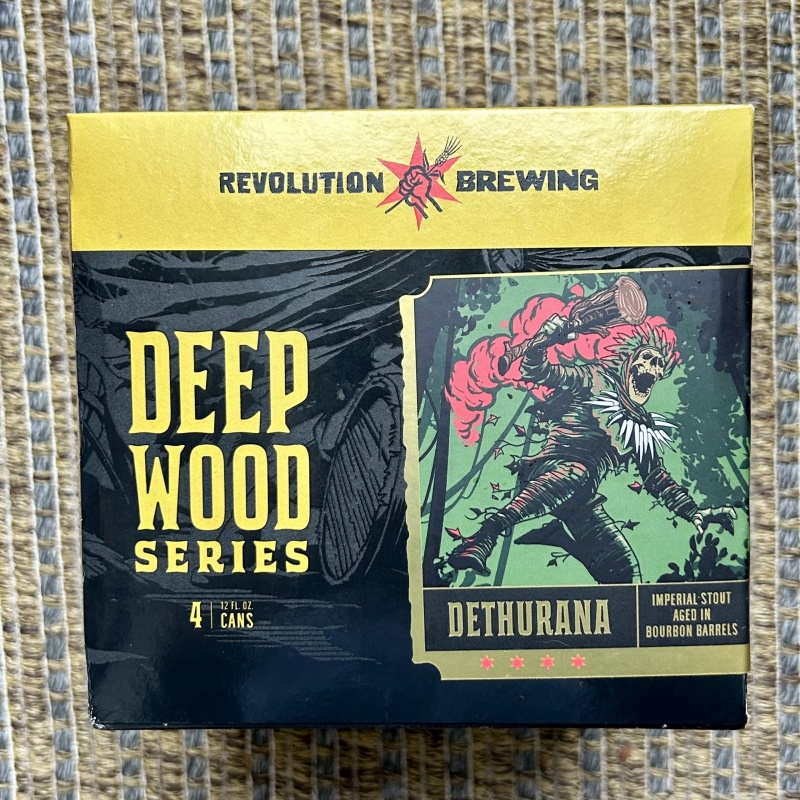 REVOLUTION BREWING
DEEP
WOOD
SERIES
4 12 FL. OZ.
CANS
DETHURANA
IMPERIAL STOUT
AGED IN
BOURBON BARRELS